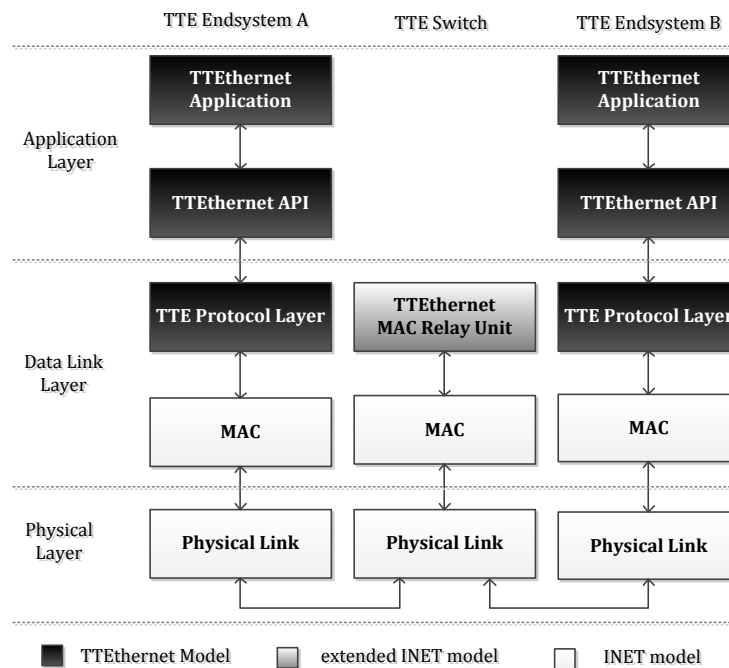 TTE Endsystem A
TTE Switch
TTE Endsystem B
TTEthernet
Application
TTEthernet
Application
Application
Layer
TTEthernet API
TTEthernet API
TTE Protocol Layer
TTEthernet
MAC Relay Unit
TTE Protocol Layer
Data Link
Layer
MAC
MAC
MAC
Physical
Layer
Physical Link
Physical Link
Physical Link
TTEthernet Model
extended INET model
INET model